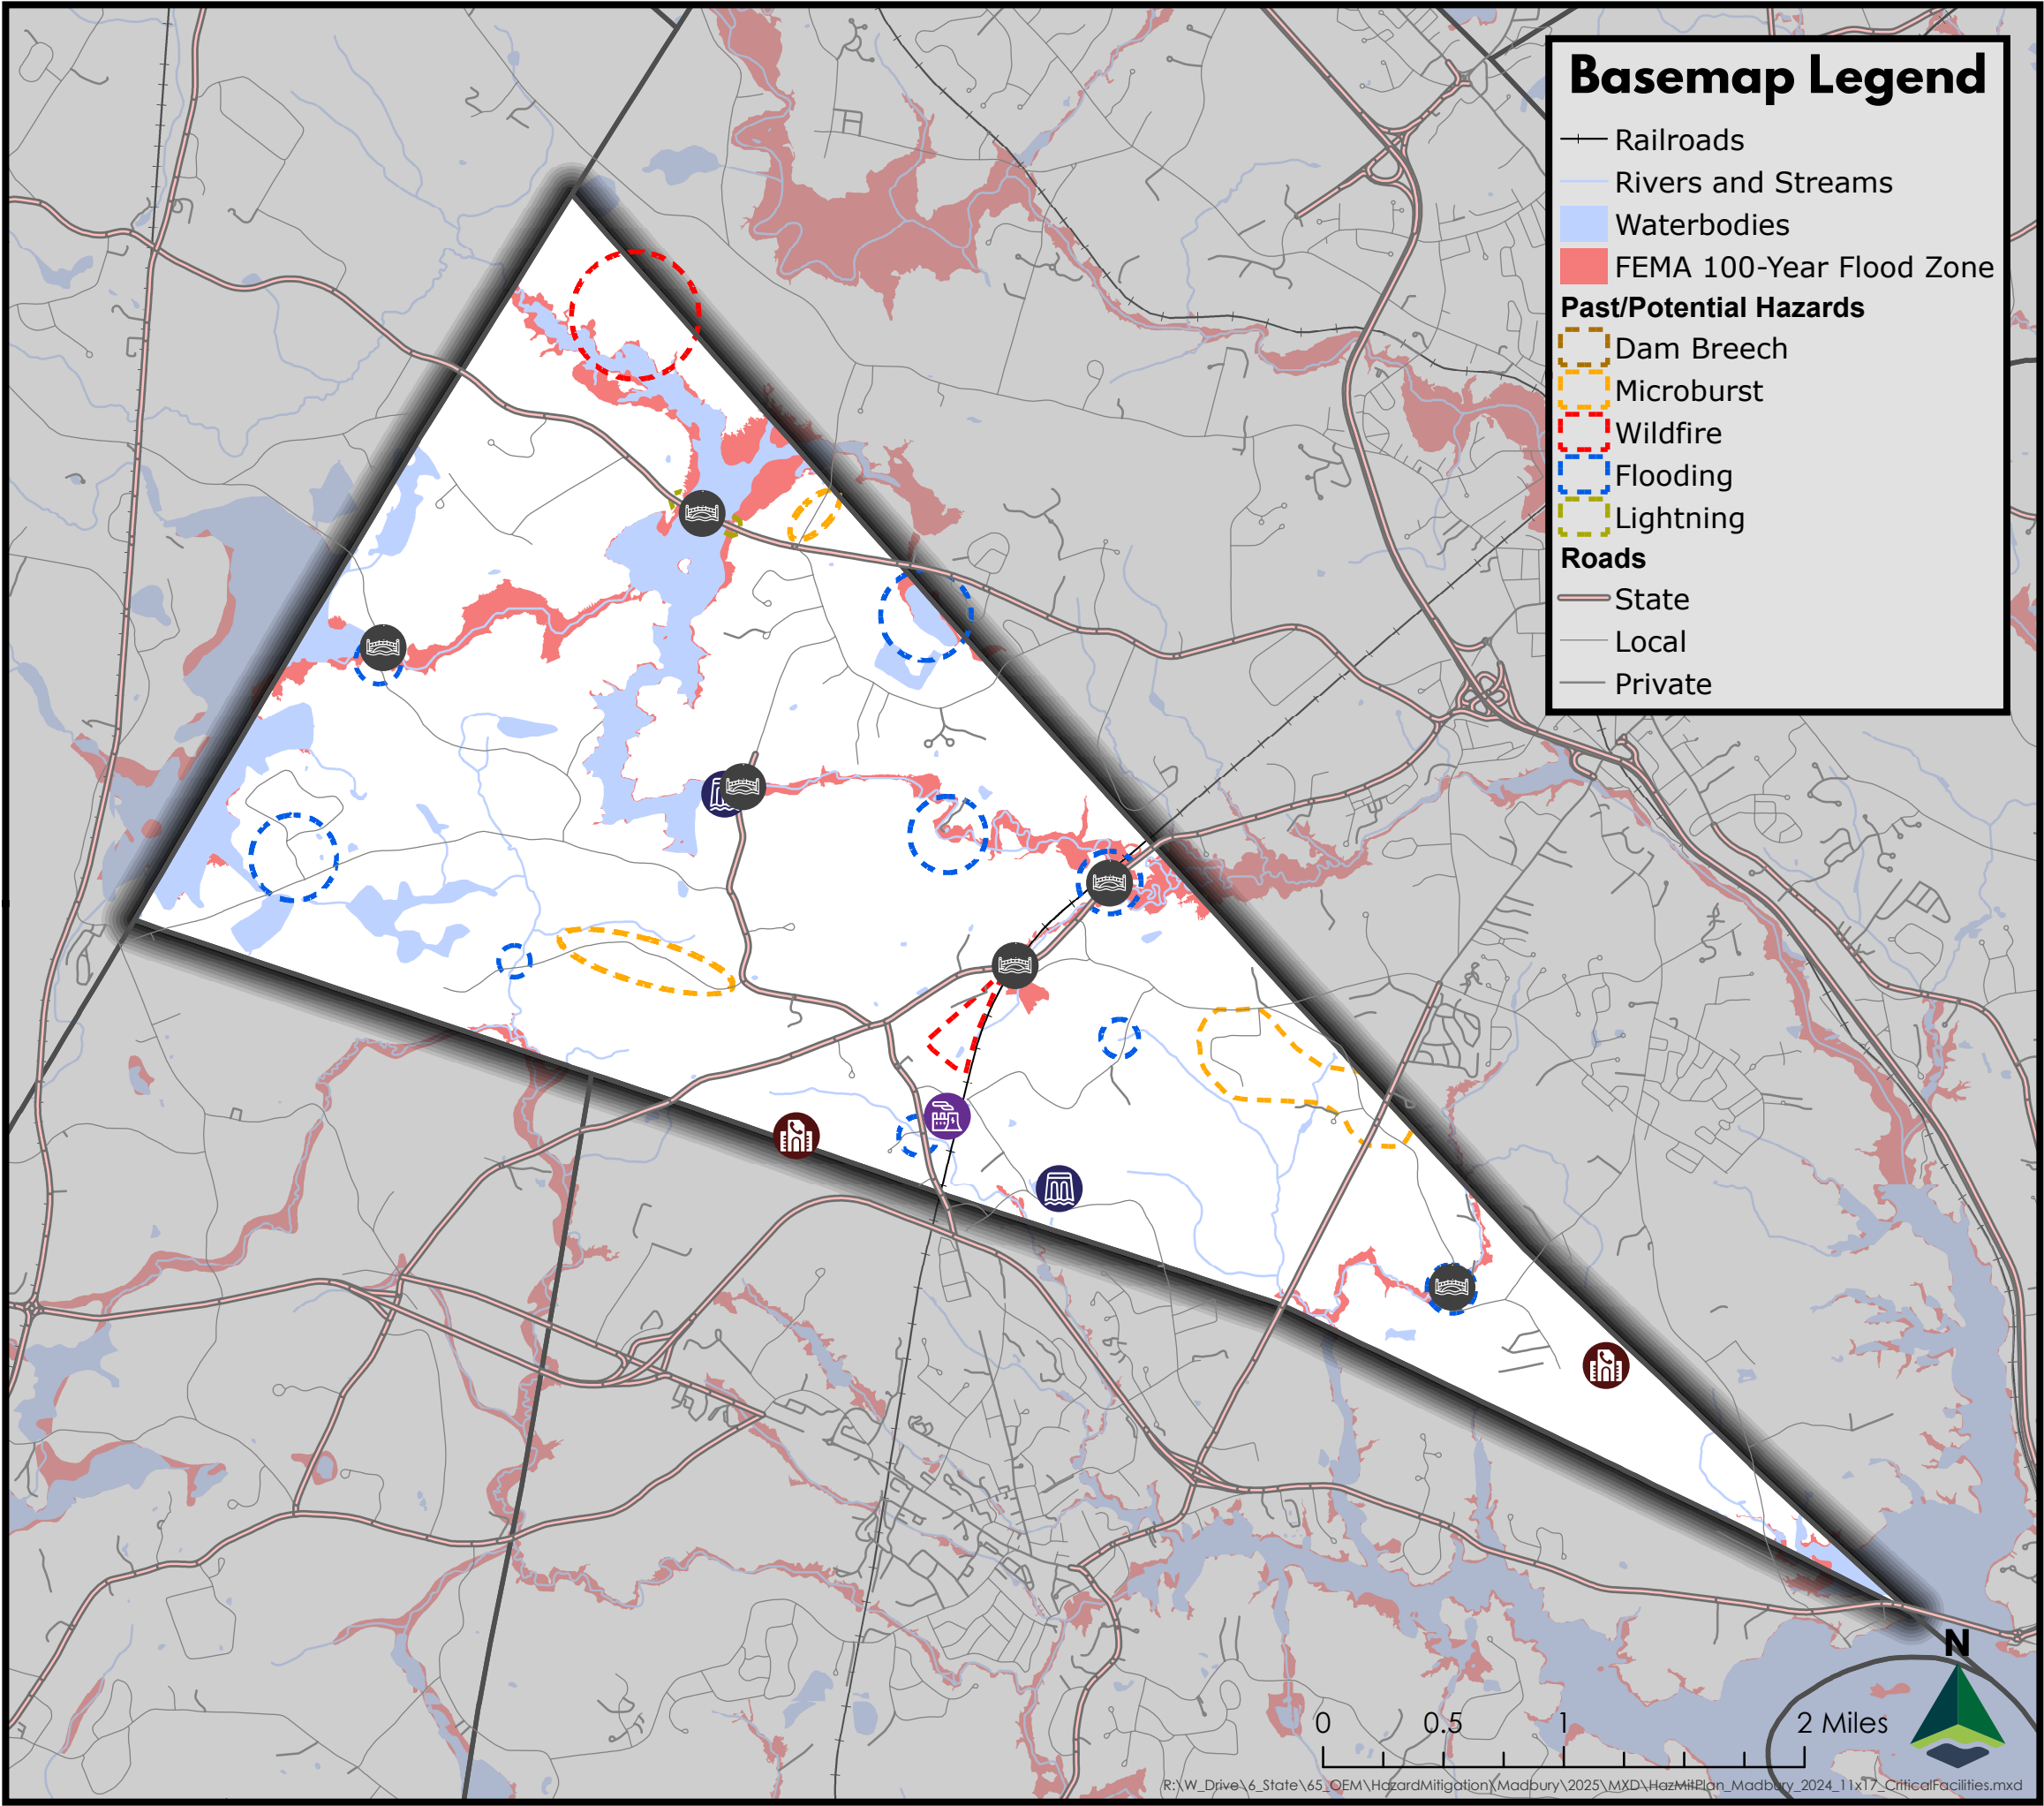 Basemap Legend
Railroads
Rivers and Streams
Waterbodies
FEMA 100-Year Flood Zone
Past/Potential Hazards
Dam Breech
Microburst
Wildfire
Flooding
Lightning
Roads
State
Local
Private
N
0 0.5 1 2 Miles
R:\W_Drive\6_State\65_OEM\HazardMitigation\Madbury\2025\MXD\HazMitPlan_Madbury_2024_11x17_CriticalFacilities.mxd